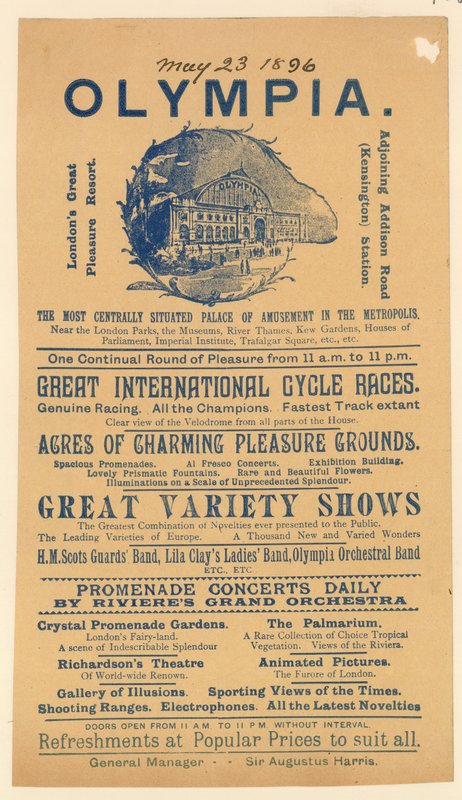 May 23 1896
OLYMPIA.
London's Great
Pleasure Resort.
OLYMPIA
Adjoining Addison Road
(Kensington) Station.
THE MOST CENTRALLY SITUATED PALACE OF AMUSEMENT IN THE METROPOLIS,
Near the London Parks, the Museums, River Thames, Kew Gardens, Houses of
Parliament, Imperial Institute, Trafalgar Square, etc., etc.
One Continual Round of Pleasure from 11 a.m. to 11 p.m.
GREAT INTERNATIONAL CYCLE RACES.
Genuine Racing. All the Champions. Fastest Track extant
Clear view of the Velodrome from all parts of the House.
ACRES OF CHARMING PLEASURE GROUNDS.
Spacious Promenades. Al Fresco Concerts. Exhibition Building.
Lovely Prismatic Fountains. Rare and Beautiful Flowers.
Illuminations on a Scale of Unprecedented Splendour.
GREAT VARIETY SHOWS
The Greatest Combination of Novelties ever presented to the Public.
The Leading Varieties of Europe. A Thousand New and Varied Wonders
H.M. Scots Guards' Band, Lila Clay's Ladies' Band, Olympia Orchestral Band
ETC., ETC
PROMENADE CONCERTS DAILY
BY RIVIERE'S GRAND ORCHESTRA
Crystal Promenade Gardens. The Palmarium.
London's Fairy-land. A Rare Collection of Choice Tropical
A scene of Indescribable Splendour Vegetation. Views of the Riviera.
Richardson's Theatre Animated Pictures.
Of World-wide Renown. The Furore of London.
Gallery of Illusions. Sporting Views of the Times.
Shooting Ranges. Electrophones. All the Latest Novelties
DOORS OPEN FROM 11 A.M. TO 11 P.M. WITHOUT INTERVAL.
Refreshments at Popular Prices to suit all.
General Manager - - Sir Augustus Harris.